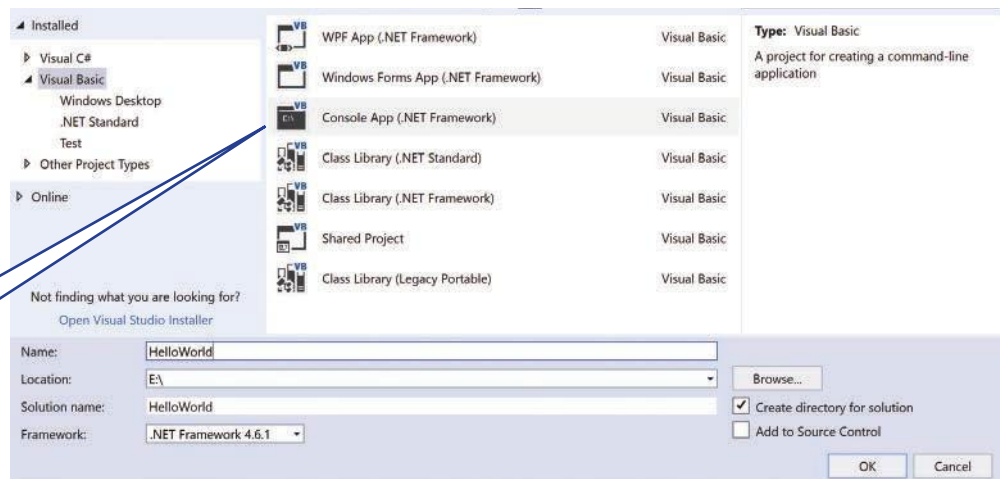 Installed
Visual C#
Visual Basic
Windows Desktop
.NET Standard
Test
Other Project Types
Online
Not finding what you are looking for?
Open Visual Studio Installer
VB WPF App (.NET Framework) Visual Basic
VB Windows Forms App (.NET Framework) Visual Basic
VB C:\ Console App (.NET Framework) Visual Basic
VB Class Library (.NET Standard) Visual Basic
VB Class Library (.NET Framework) Visual Basic
VB Shared Project Visual Basic
VB Class Library (Legacy Portable) Visual Basic
Type: Visual Basic
A project for creating a command-line
application
Name: HelloWorld
Location: E:\ Browse...
Solution name: HelloWorld Create directory for solution
Framework: .NET Framework 4.6.1 Add to Source Control
OK Cancel